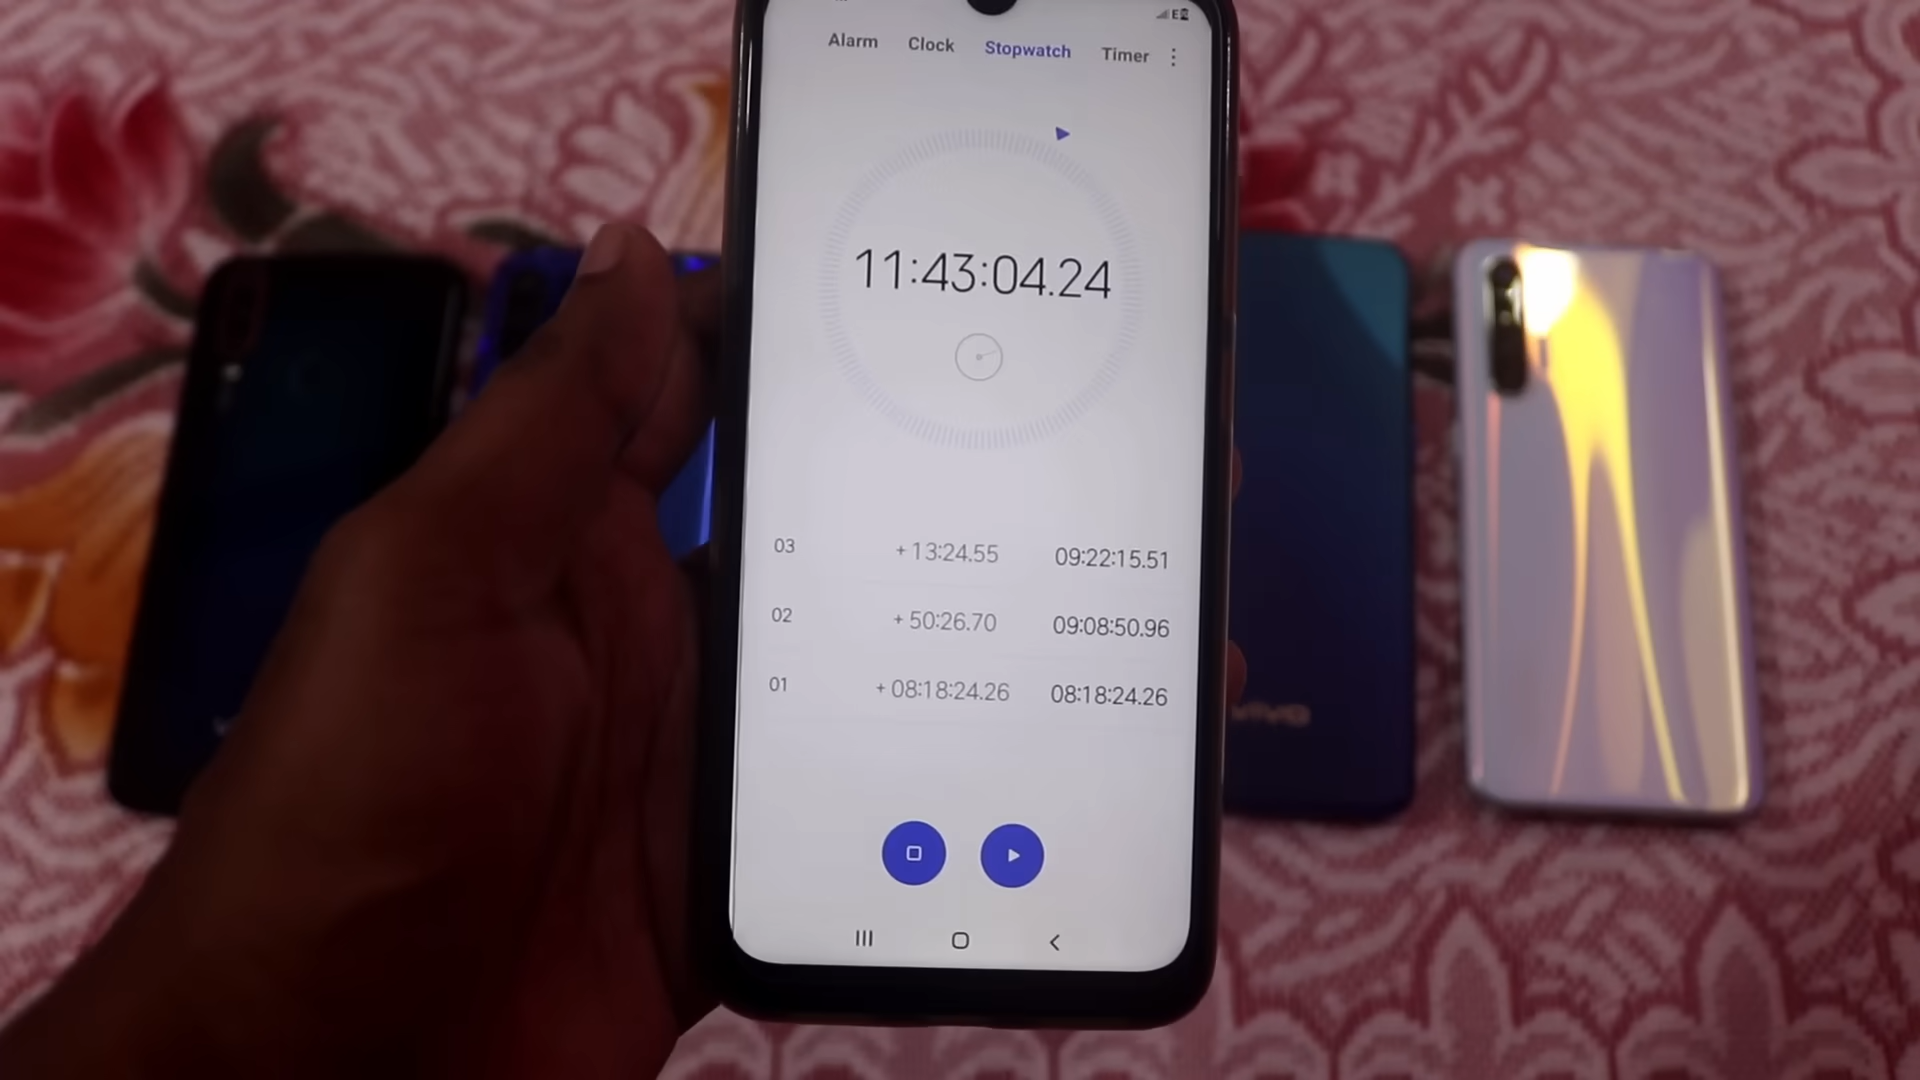 Alarm Clock Stopwatch Timer
11:43:04.24
03 + 13:24.55 09:22:15.51
02 + 50:26.70 09:08:50.96
01 + 08:18:24.26 08:18:24.26
vivo